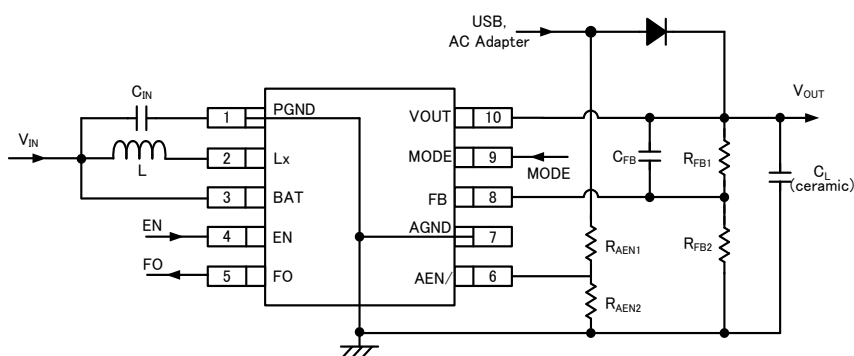 USB,
AC Adapter
C_IN
V_IN
L
EN
FO
1
2
3
4
5
PGND
Lx
BAT
EN
FO
VOUT
MODE
FB
AGND
AEN/
10
9
8
7
6
MODE
C_FB
R_FB1
R_FB2
R_AEN1
R_AEN2
V_OUT
C_L
(ceramic)